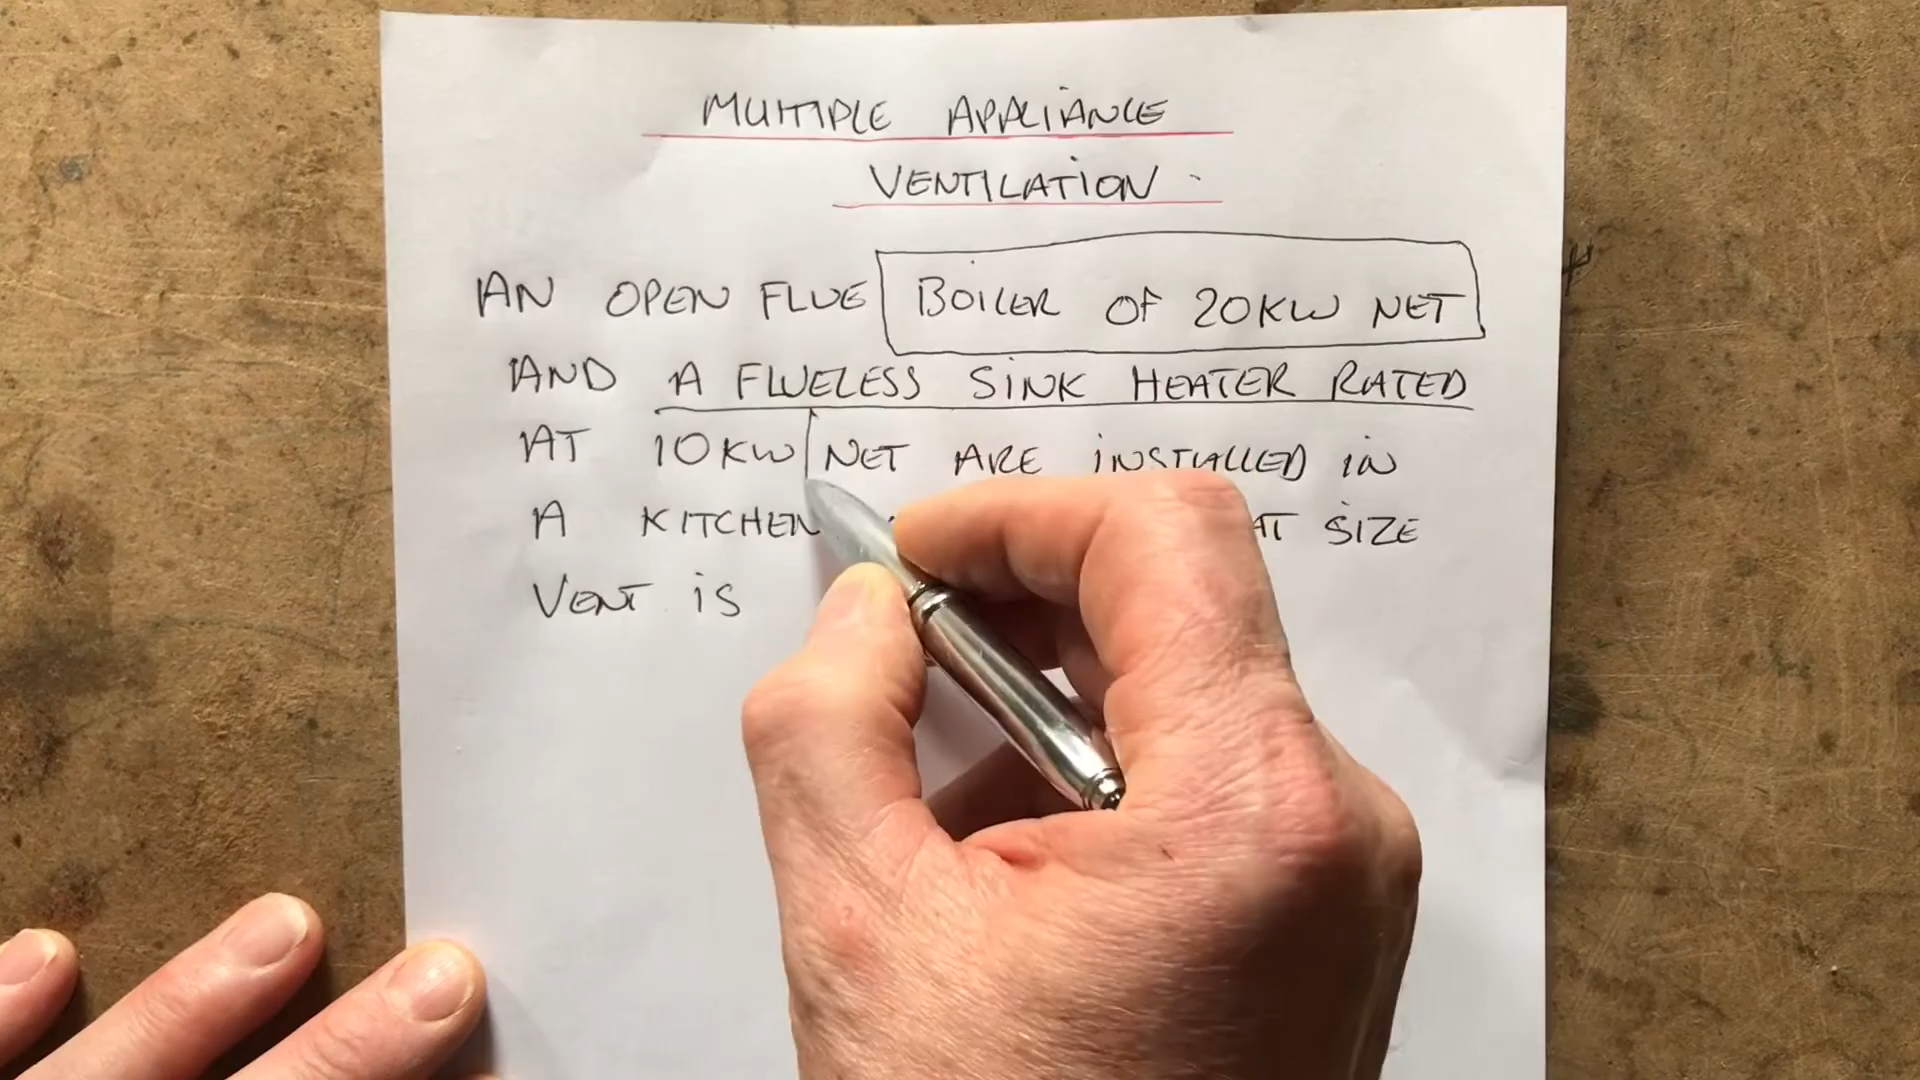 MULTIPLE APPLIANCE
VENTILATION
AN OPEN FLUE BOILER OF 20KW NET
AND A FLUELESS SINK HEATER RATED
AT 10KW NET ARE INSTALLED IN
A KITCHEN SIZE
VENT IS